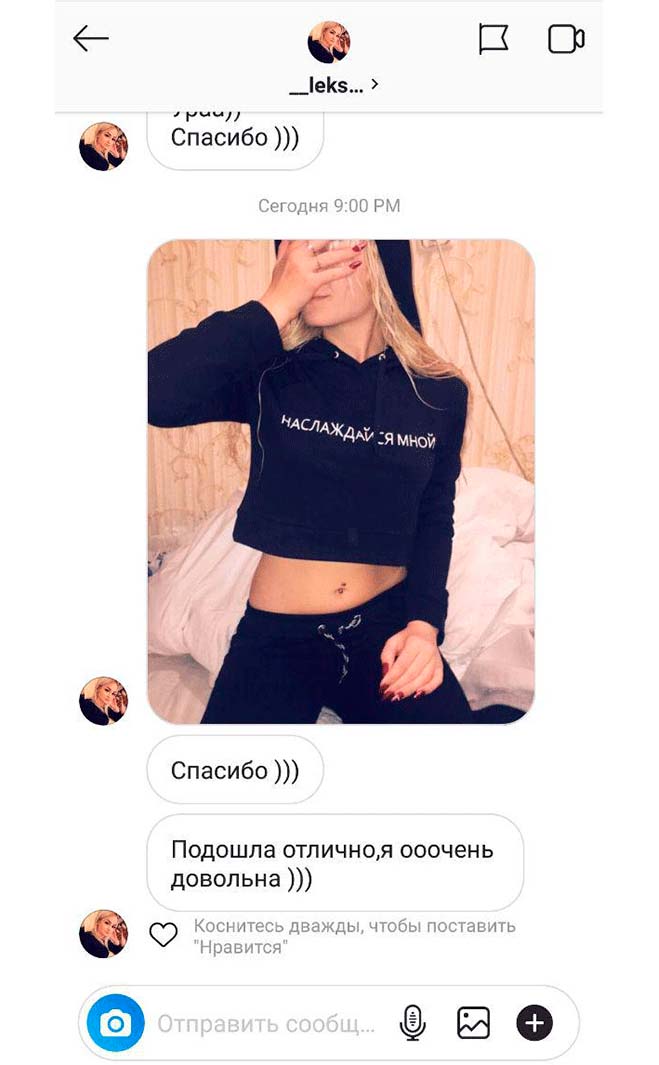 __leks...
Ураа))
Спасибо )))
Сегодня 9:00 PM
НАСЛАЖДАЙСЯ МНОЙ
Спасибо )))
Подошла отлично,я ооочень
довольна )))
Коснитесь дважды, чтобы поставить
"Нравится"
Отправить сообщ...